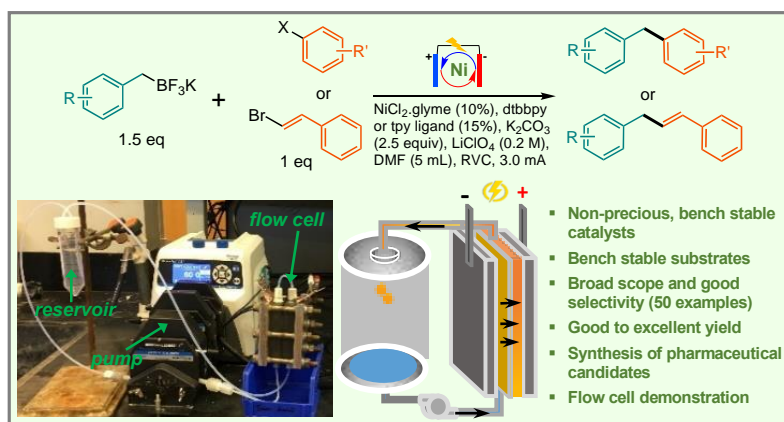 X
R'
R
BF₃K
+
or
Br
1.5 eq
1 eq
+
-
Ni
NiCl₂.glyme (10%), dtbbpy
or tpy ligand (15%), K₂CO₃
(2.5 equiv), LiClO₄ (0.2 M),
DMF (5 mL), RVC, 3.0 mA
R
R'
or
R
flow cell
reservoir
pump
-
+
▪ Non-precious, bench stable
catalysts
▪ Bench stable substrates
▪ Broad scope and good
selectivity (50 examples)
▪ Good to excellent yield
▪ Synthesis of pharmaceutical
candidates
▪ Flow cell demonstration